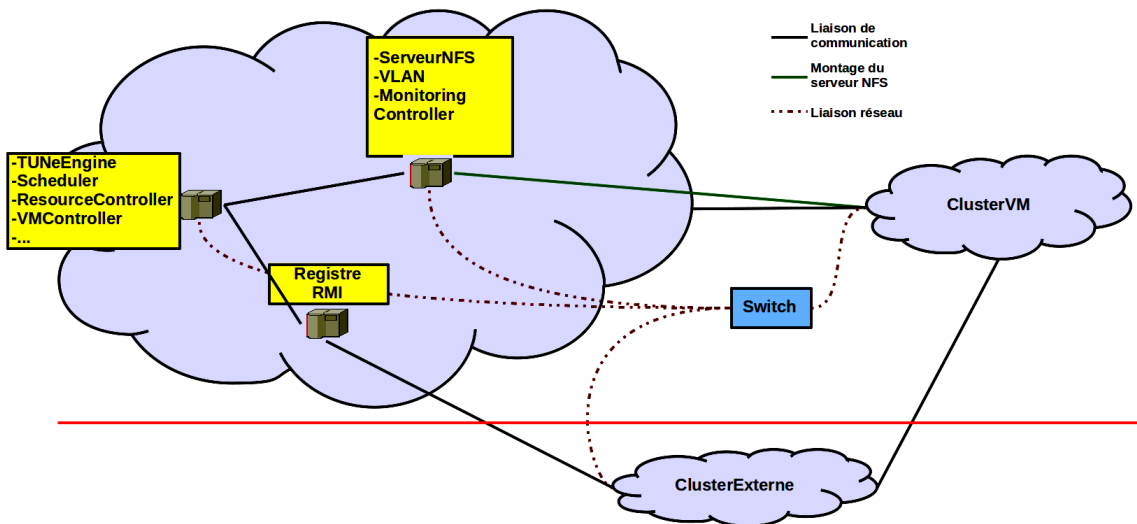 -ServeurNFS
-VLAN
-Monitoring
Controller
Liaison de
communication
Montage du
serveur NFS
Liaison réseau
-TUNeEngine
-Scheduler
-ResourceController
-VMController
-...
ClusterVM
Registre
RMI
Switch
ClusterExterne